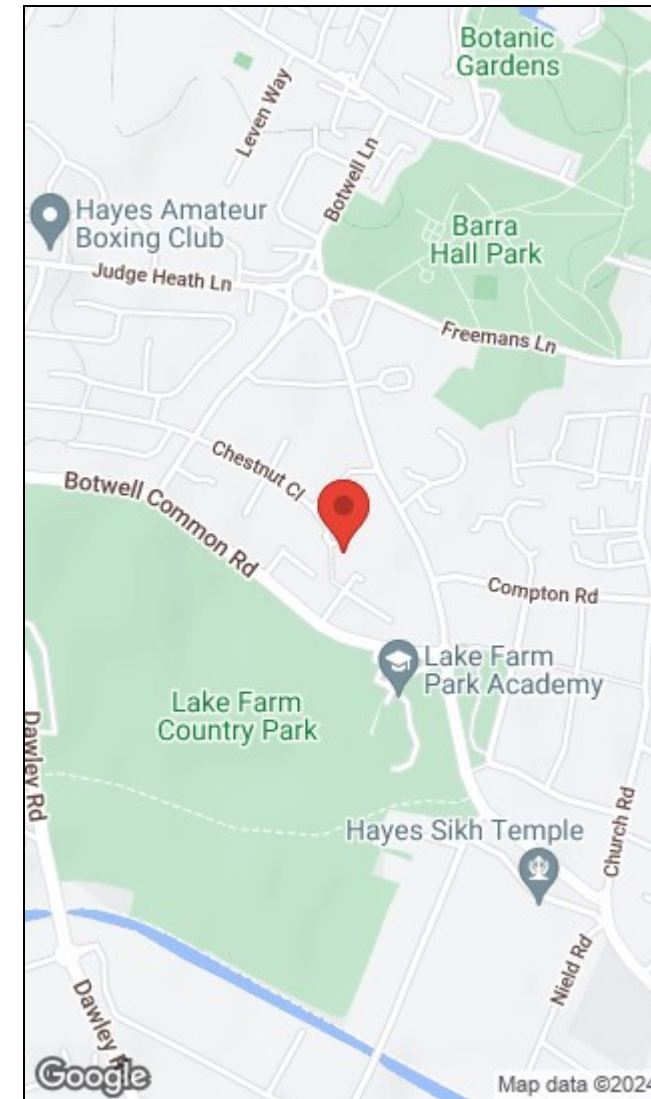 Botanic
Gardens
Leven Way
Botwell Ln
Hayes Amateur
Boxing Club
Barra
Hall Park
Judge Heath Ln
Freemans Ln
Chestnut Cl
Botwell Common Rd
Compton Rd
Lake Farm
Park Academy
Lake Farm
Country Park
Dawley Rd
Hayes Sikh Temple
Church Rd
Nield Rd
Dawley R
Google
Map data ©2024